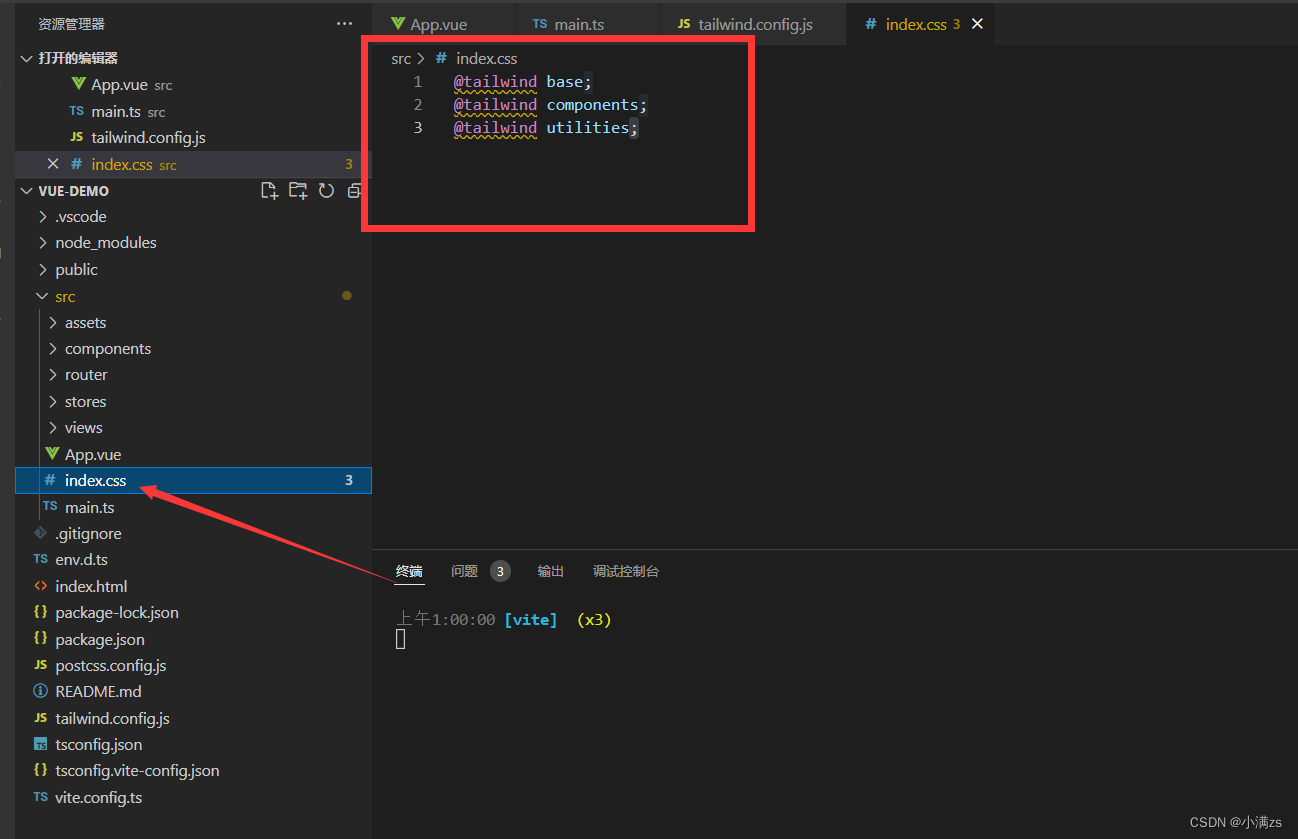 资源管理器 ···
打开的编辑器
App.vue src
TS main.ts src
JS tailwind.config.js
# index.css src 3
VUE-DEMO
.vscode
node_modules
public
src
assets
components
router
stores
views
App.vue
# index.css 3
TS main.ts
.gitignore
TS env.d.ts
<> index.html
{} package-lock.json
{} package.json
JS postcss.config.js
README.md
JS tailwind.config.js
TS tsconfig.json
{} tsconfig.vite-config.json
TS vite.config.ts
App.vue TS main.ts JS tailwind.config.js # index.css 3
src > # index.css
1 @tailwind base;
2 @tailwind components;
3 @tailwind utilities;
终端 问题 3 输出 调试控制台
上午1:00:00 [vite] (x3)
CSDN @小满zs